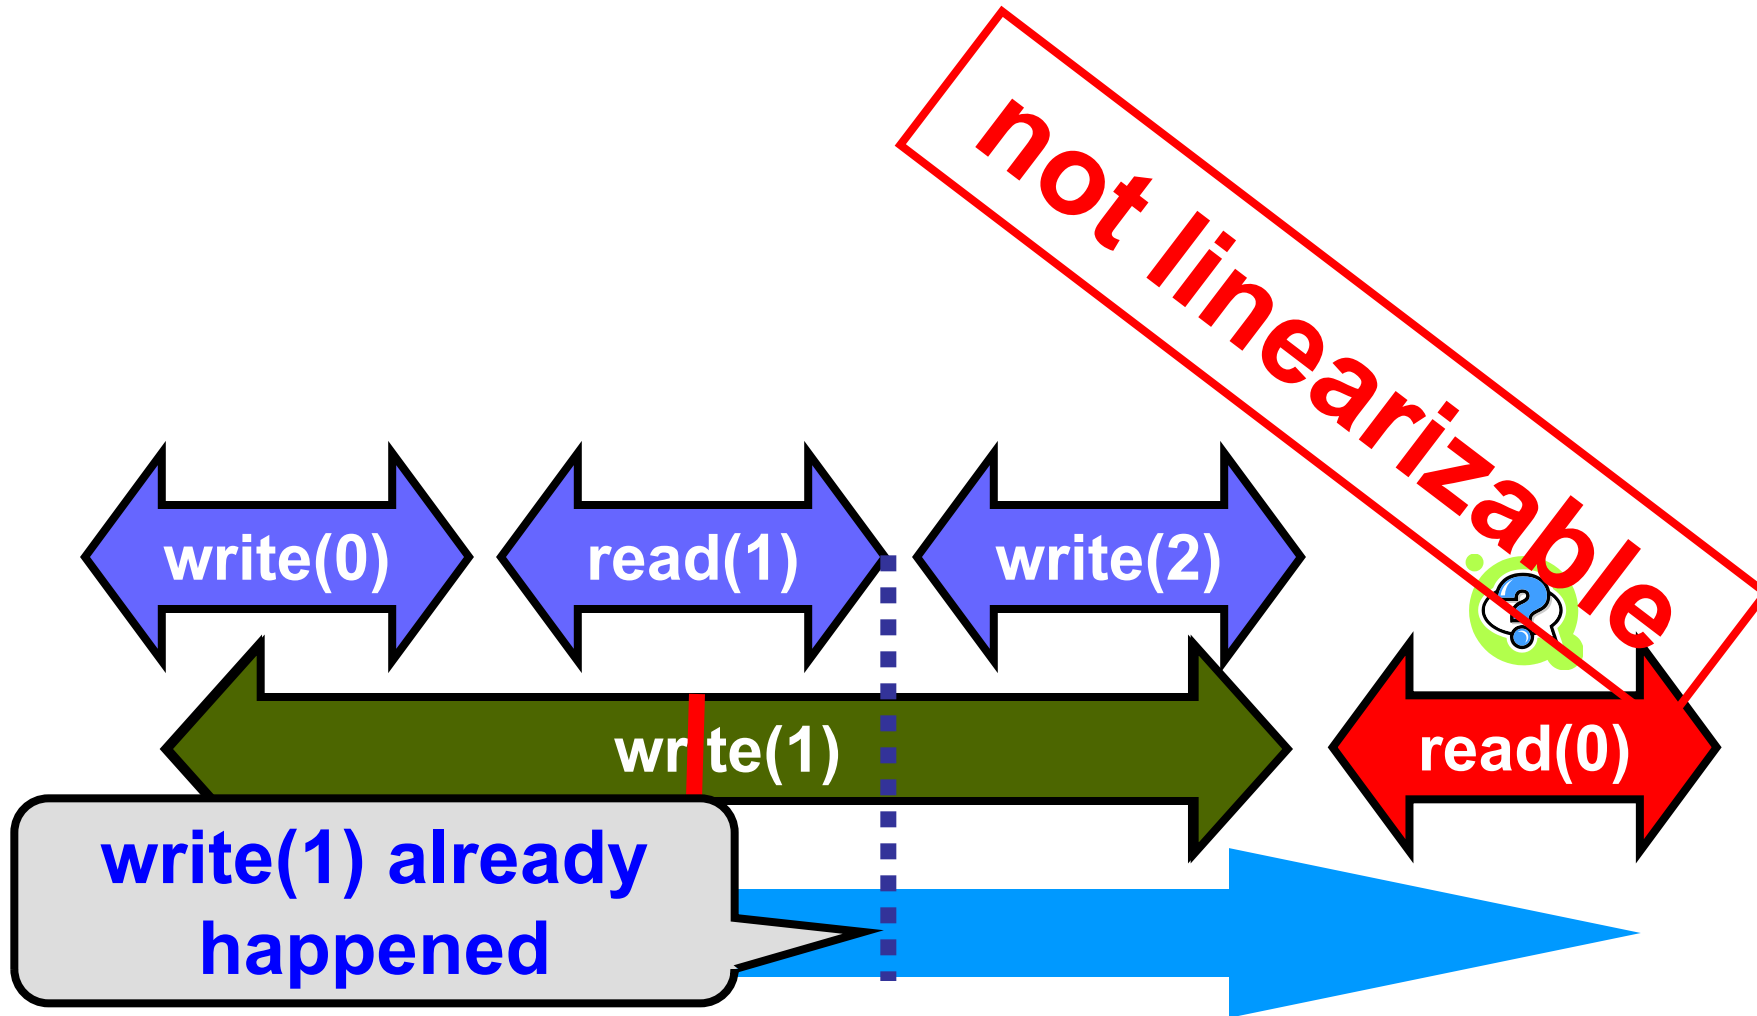 not linearizable
write(0)
read(1)
write(2)
?
write(1)
read(0)
write(1) already
happened